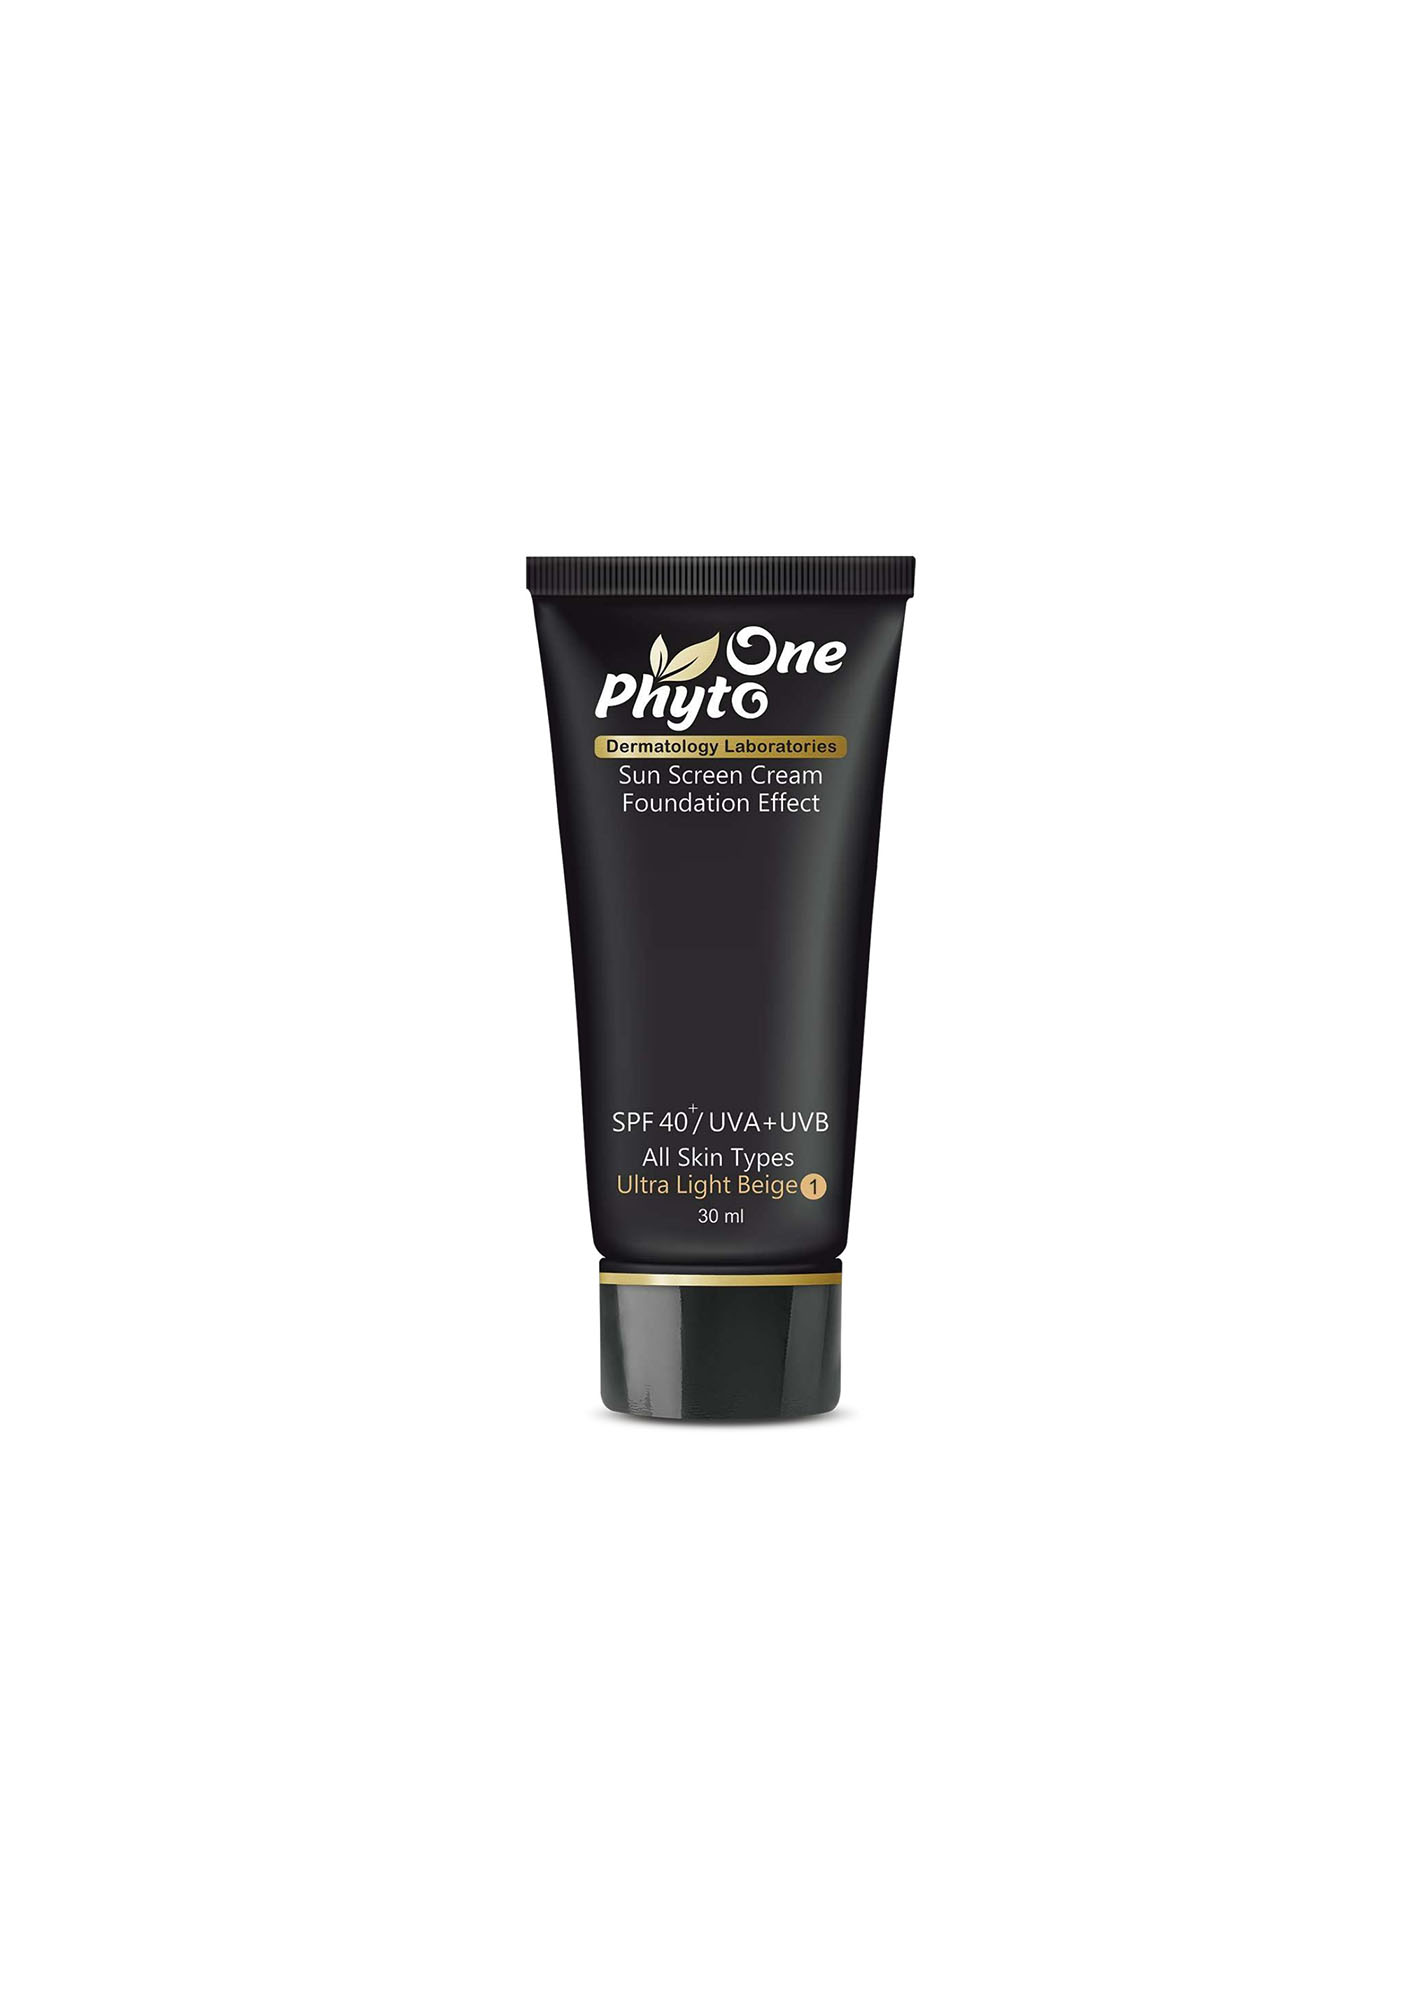 One
Phyto
Dermatology Laboratories
Sun Screen Cream
Foundation Effect
SPF 40+/ UVA+UVB
All Skin Types
Ultra Light Beige 1
30 ml